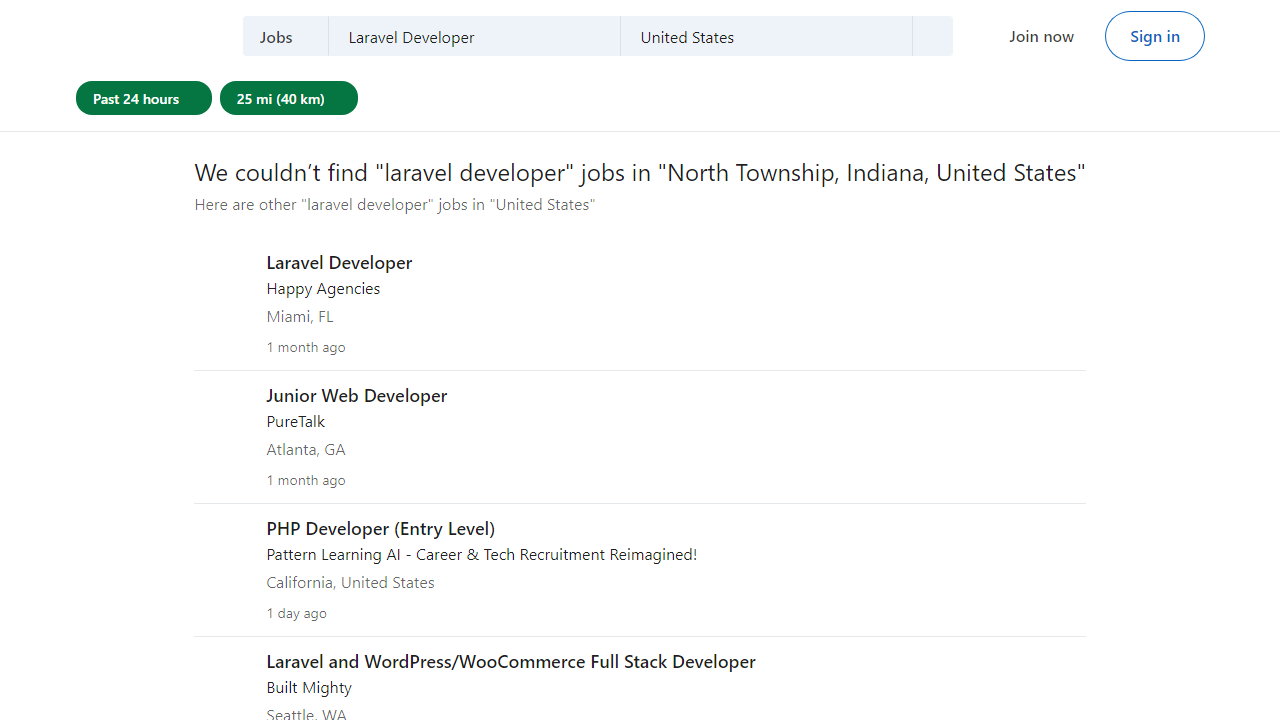 Jobs
Laravel Developer
United States
Join now
Sign in
Past 24 hours
25 mi (40 km)
We couldn’t find "laravel developer" jobs in "North Township, Indiana, United States"
Here are other "laravel developer" jobs in "United States"
Laravel Developer
Happy Agencies
Miami, FL
1 month ago
Junior Web Developer
PureTalk
Atlanta, GA
1 month ago
PHP Developer (Entry Level)
Pattern Learning AI - Career & Tech Recruitment Reimagined!
California, United States
1 day ago
Laravel and WordPress/WooCommerce Full Stack Developer
Built Mighty
Seattle, WA